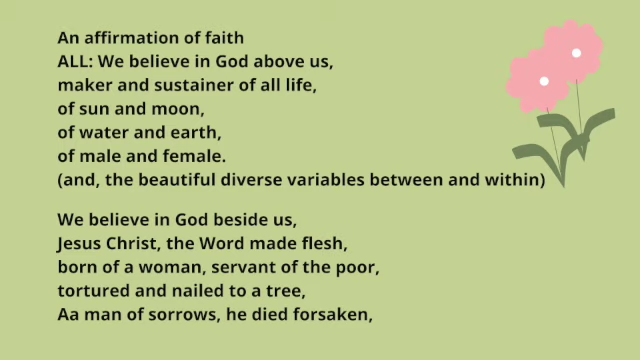 An affirmation of faith
ALL: We believe in God above us,
maker and sustainer of all life,
of sun and moon,
of water and earth,
of male and female.
(and, the beautiful diverse variables between and within)
We believe in God beside us,
Jesus Christ, the Word made flesh,
born of a woman, servant of the poor,
tortured and nailed to a tree,
Aa man of sorrows, he died forsaken,